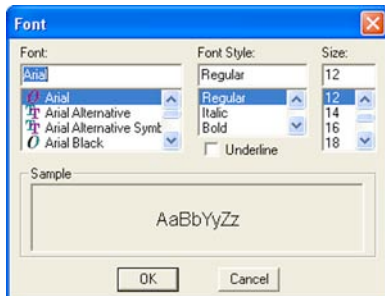 Font
Font: Font Style: Size:
Arial Regular 12
Arial Regular 12
Arial Alternative Italic 14
Arial Alternative Symb Bold 16
Arial Black 18
Underline
Sample
AaBbYyZz
OK Cancel